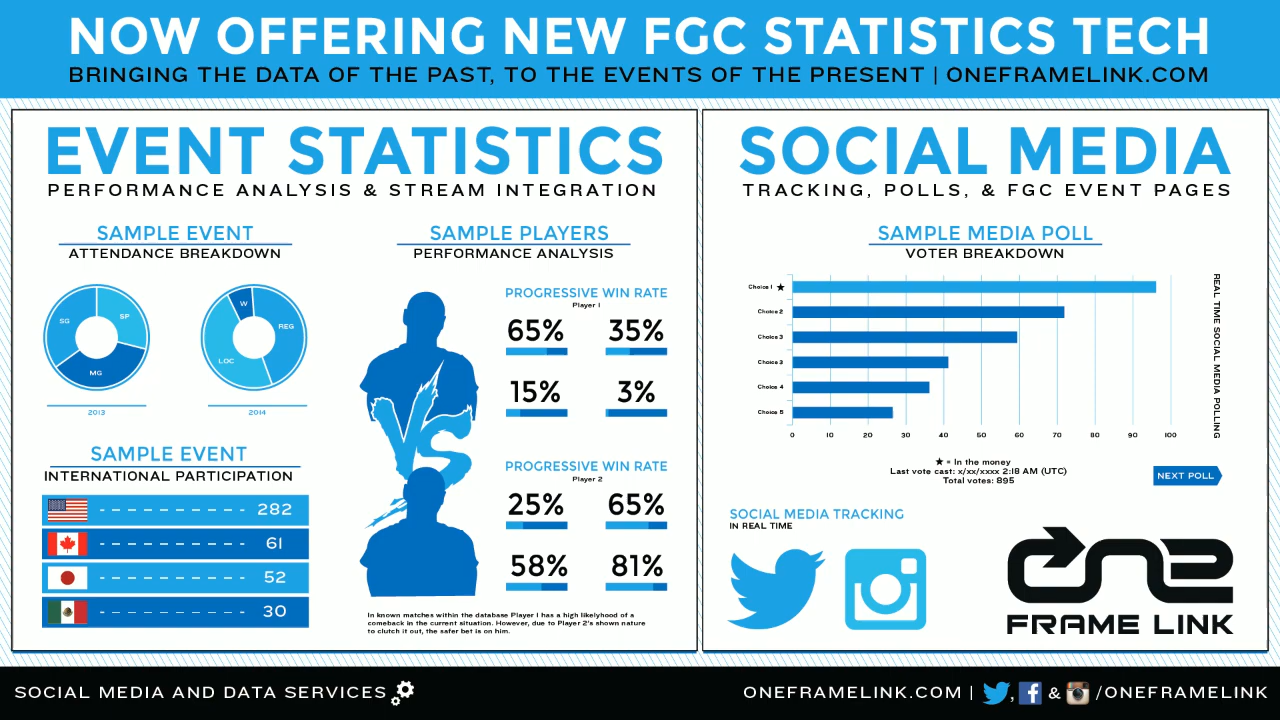 NOW OFFERING NEW FGC STATISTICS TECH
BRINGING THE DATA OF THE PAST, TO THE EVENTS OF THE PRESENT | ONEFRAMELINK.COM
EVENT STATISTICS
PERFORMANCE ANALYSIS & STREAM INTEGRATION
SAMPLE EVENT
ATTENDANCE BREAKDOWN
SG
SP
MG
2013
W
REG
LOC
2014
SAMPLE EVENT
INTERNATIONAL PARTICIPATION
282
61
52
30
SAMPLE PLAYERS
PERFORMANCE ANALYSIS
VS
PROGRESSIVE WIN RATE
Player 1
65% 35%
15% 3%
PROGRESSIVE WIN RATE
Player 2
25% 65%
58% 81%
In known matches within the database Player 1 has a high likelyhood of a
comeback in the current situation. However, due to Player 2's shown nature
to clutch it out, the safer bet is on him.
SOCIAL MEDIA
TRACKING, POLLS, & FGC EVENT PAGES
SAMPLE MEDIA POLL
VOTER BREAKDOWN
Choice 1 ★
Choice 2
Choice 3
Choice 3
Choice 4
Choice 5
0 10 20 30 40 50 60 70 80 90 100
REAL TIME SOCIAL MEDIA POLLING
★ = In the money
Last vote cast: x/xx/xxxx 2:18 AM (UTC)
Total votes: 895
NEXT POLL
SOCIAL MEDIA TRACKING
IN REAL TIME
ONE
FRAME LINK
SOCIAL MEDIA AND DATA SERVICES
ONEFRAMELINK.COM | , & /ONEFRAMELINK